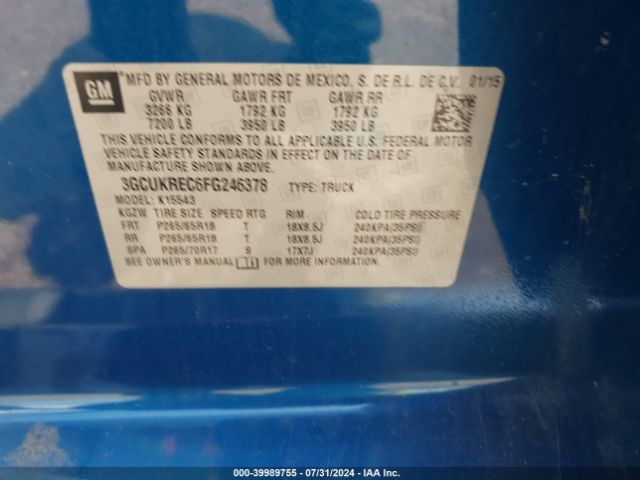 GM
MFD BY GENERAL MOTORS DE MEXICO, S. DE R.L. DE C.V. 01/15
GVWR GAWR FRT GAWR RR
3266 KG 1792 KG 1792 KG
7200 LB 3950 LB 3950 LB
THIS VEHICLE CONFORMS TO ALL APPLICABLE U.S. FEDERAL MOTOR
VEHICLE SAFETY STANDARDS IN EFFECT ON THE DATE OF
MANUFACTURE SHOWN ABOVE.
3GCUKREC6FG246378 TYPE: TRUCK
MODEL: K15543
KGZW TIRE SIZE SPEED RTG RIM COLD TIRE PRESSURE
FRT P265/65R18 T 18X8.5J 240KPA(35PSI)
RR P265/65R18 T 18X8.5J 240KPA(35PSI)
SPA P265/70R17 S 17X7J 240KPA(35PSI)
SEE OWNER'S MANUAL FOR MORE INFORMATION.
000-39989755 - 07/31/2024 - IAA Inc.